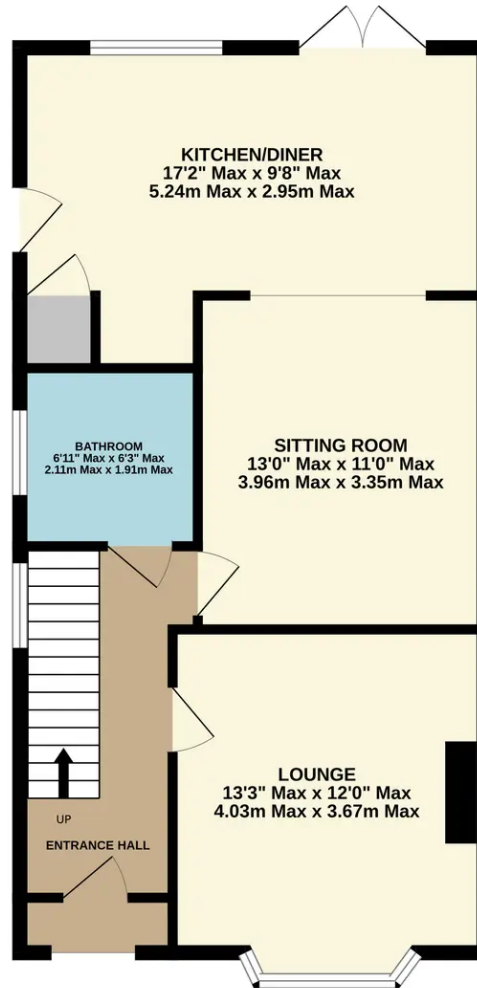 KITCHEN/DINER
17'2" Max x 9'8" Max
5.24m Max x 2.95m Max
BATHROOM
6'11" Max x 6'3" Max
2.11m Max x 1.91m Max
SITTING ROOM
13'0" Max x 11'0" Max
3.96m Max x 3.35m Max
LOUNGE
13'3" Max x 12'0" Max
4.03m Max x 3.67m Max
UP
ENTRANCE HALL